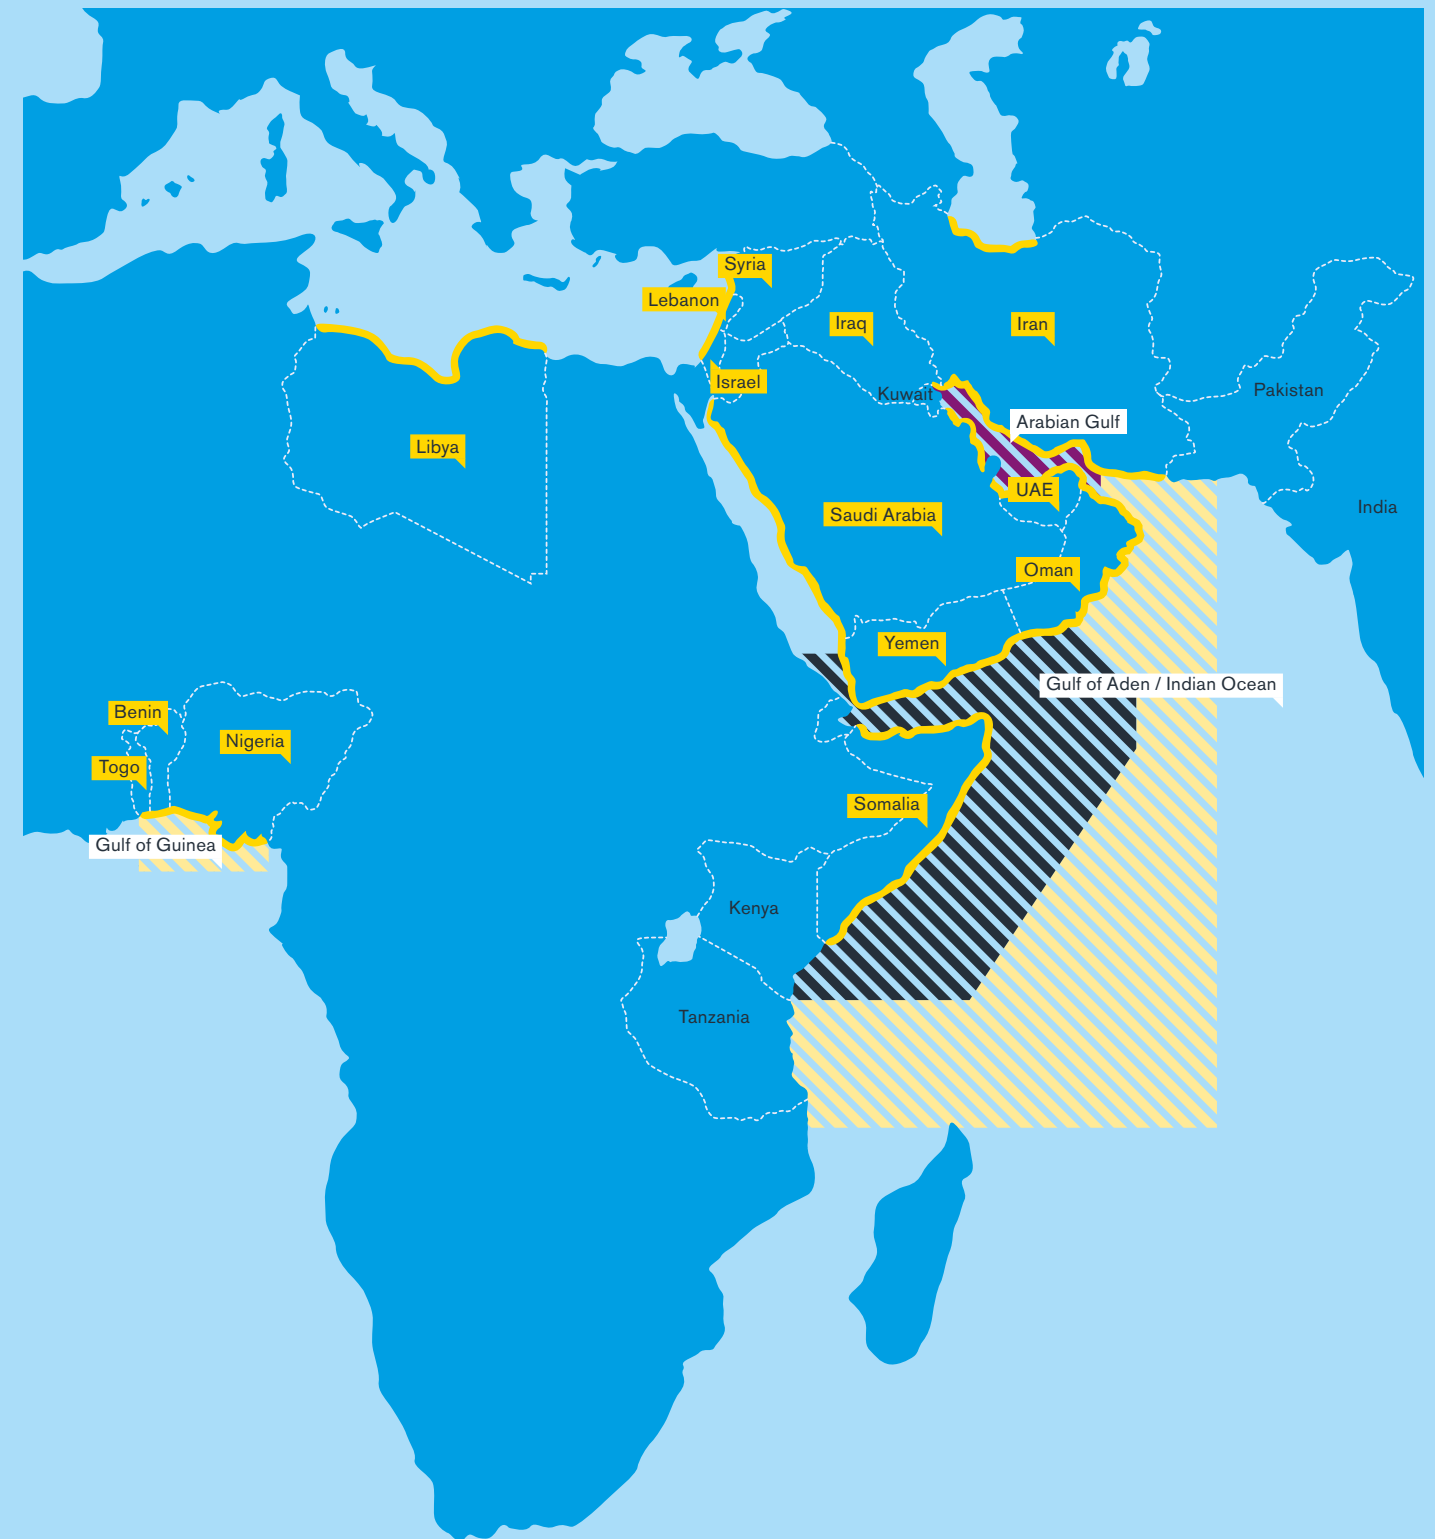 Syria
Lebanon
Iraq
Iran
Israel
Kuwait
Pakistan
Arabian Gulf
Libya
UAE
India
Saudi Arabia
Oman
Yemen
Gulf of Aden / Indian Ocean
Benin
Nigeria
Togo
Somalia
Gulf of Guinea
Kenya
Tanzania